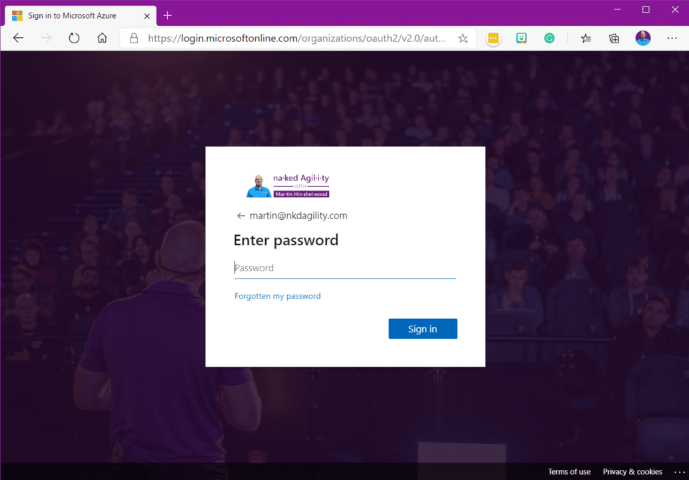 Sign in to Microsoft Azure
https://login.microsoftonline.com/organizations/oauth2/v2.0/aut...
na·ked Agil·i·ty
WITH
Martin Hin·shel·wood
martin@nkdagility.com
Enter password
Password
Forgotten my password
Sign in
Terms of use Privacy & cookies ...